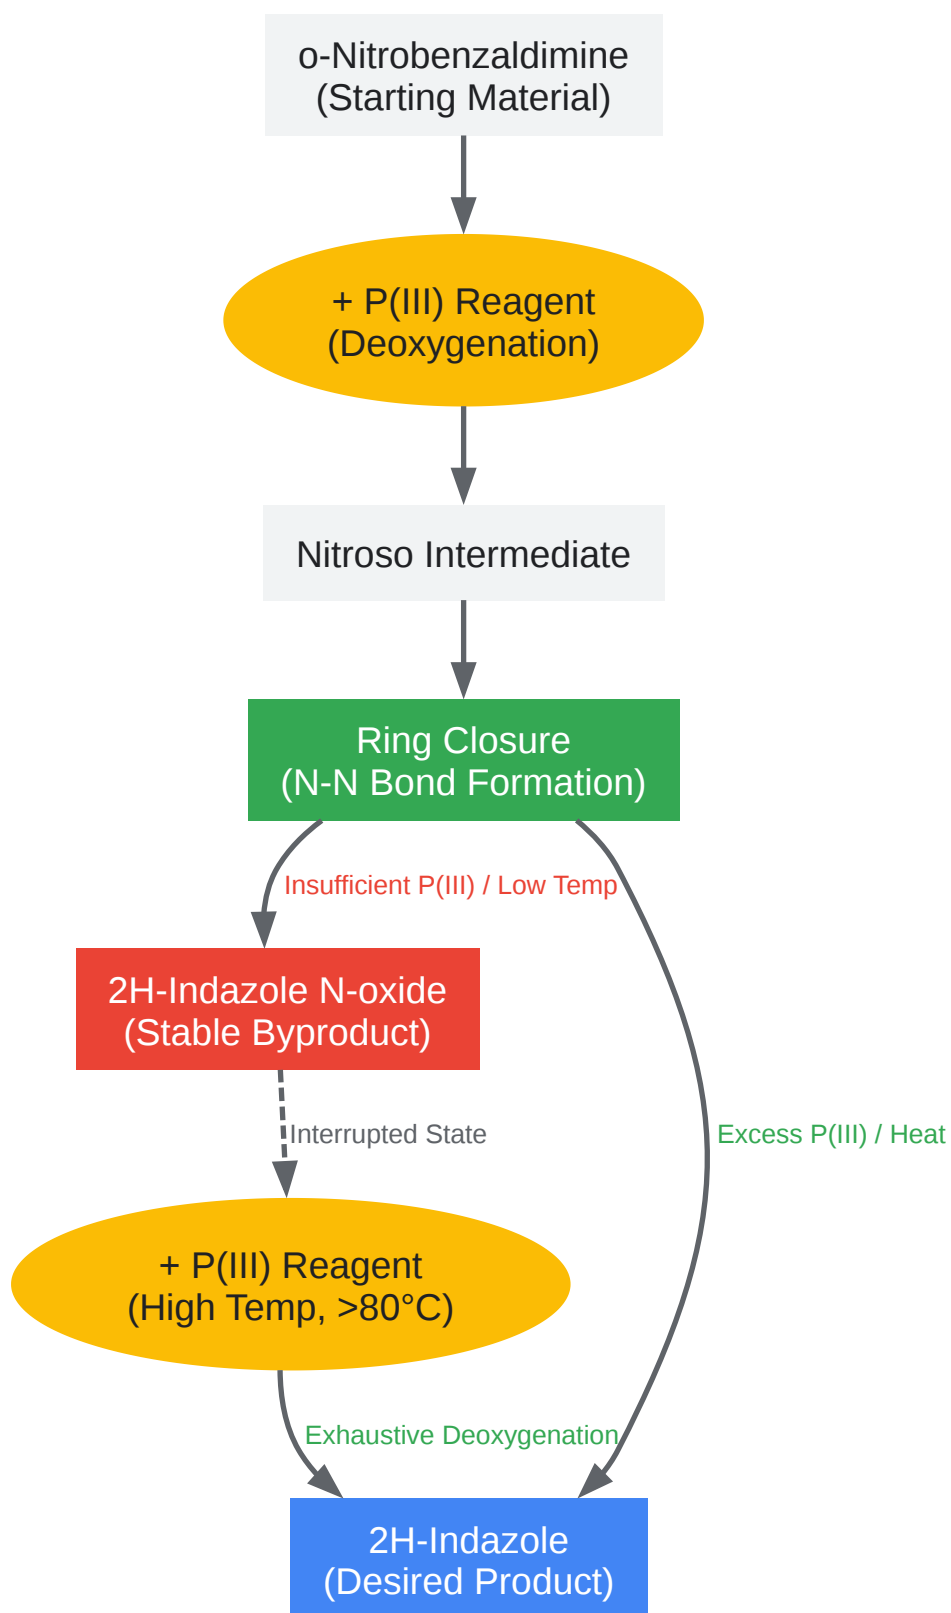 o-Nitrobenzaldimine
(Starting Material)
+ P(III) Reagent
(Deoxygenation)
Nitroso Intermediate
Ring Closure
(N-N Bond Formation)
Insufficient P(III) / Low Temp
2H-Indazole N-oxide
(Stable Byproduct)
Interrupted State
Excess P(III) / Heat
+ P(III) Reagent
(High Temp, >80°C)
Exhaustive Deoxygenation
2H-Indazole
(Desired Product)